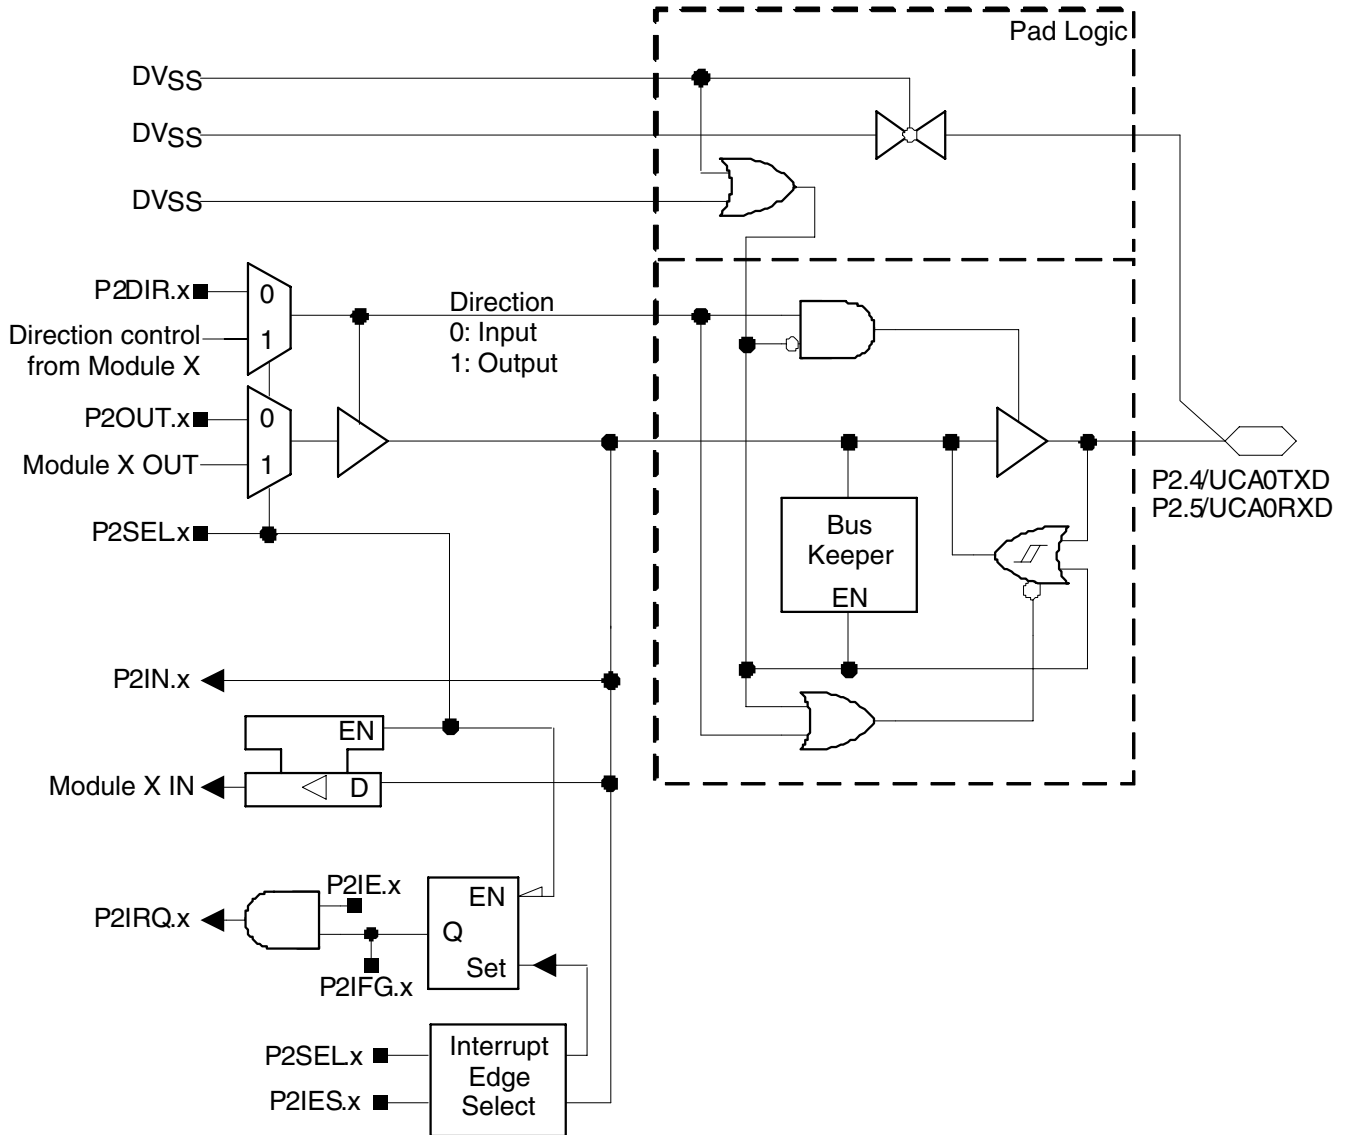 Pad Logic
DVSS
DVSS
DVSS
P2DIR.x
0
1
Direction control
from Module X
Direction
0: Input
1: Output
P2OUT.x
0
Module X OUT
1
P2SEL.x
P2.4/UCA0TXD
P2.5/UCA0RXD
Bus
Keeper
EN
P2IN.x
EN
Module X IN
D
P2IE.x
EN
P2IRQ.x
Q
Set
P2IFG.x
P2SEL.x
P2IES.x
Interrupt
Edge
Select